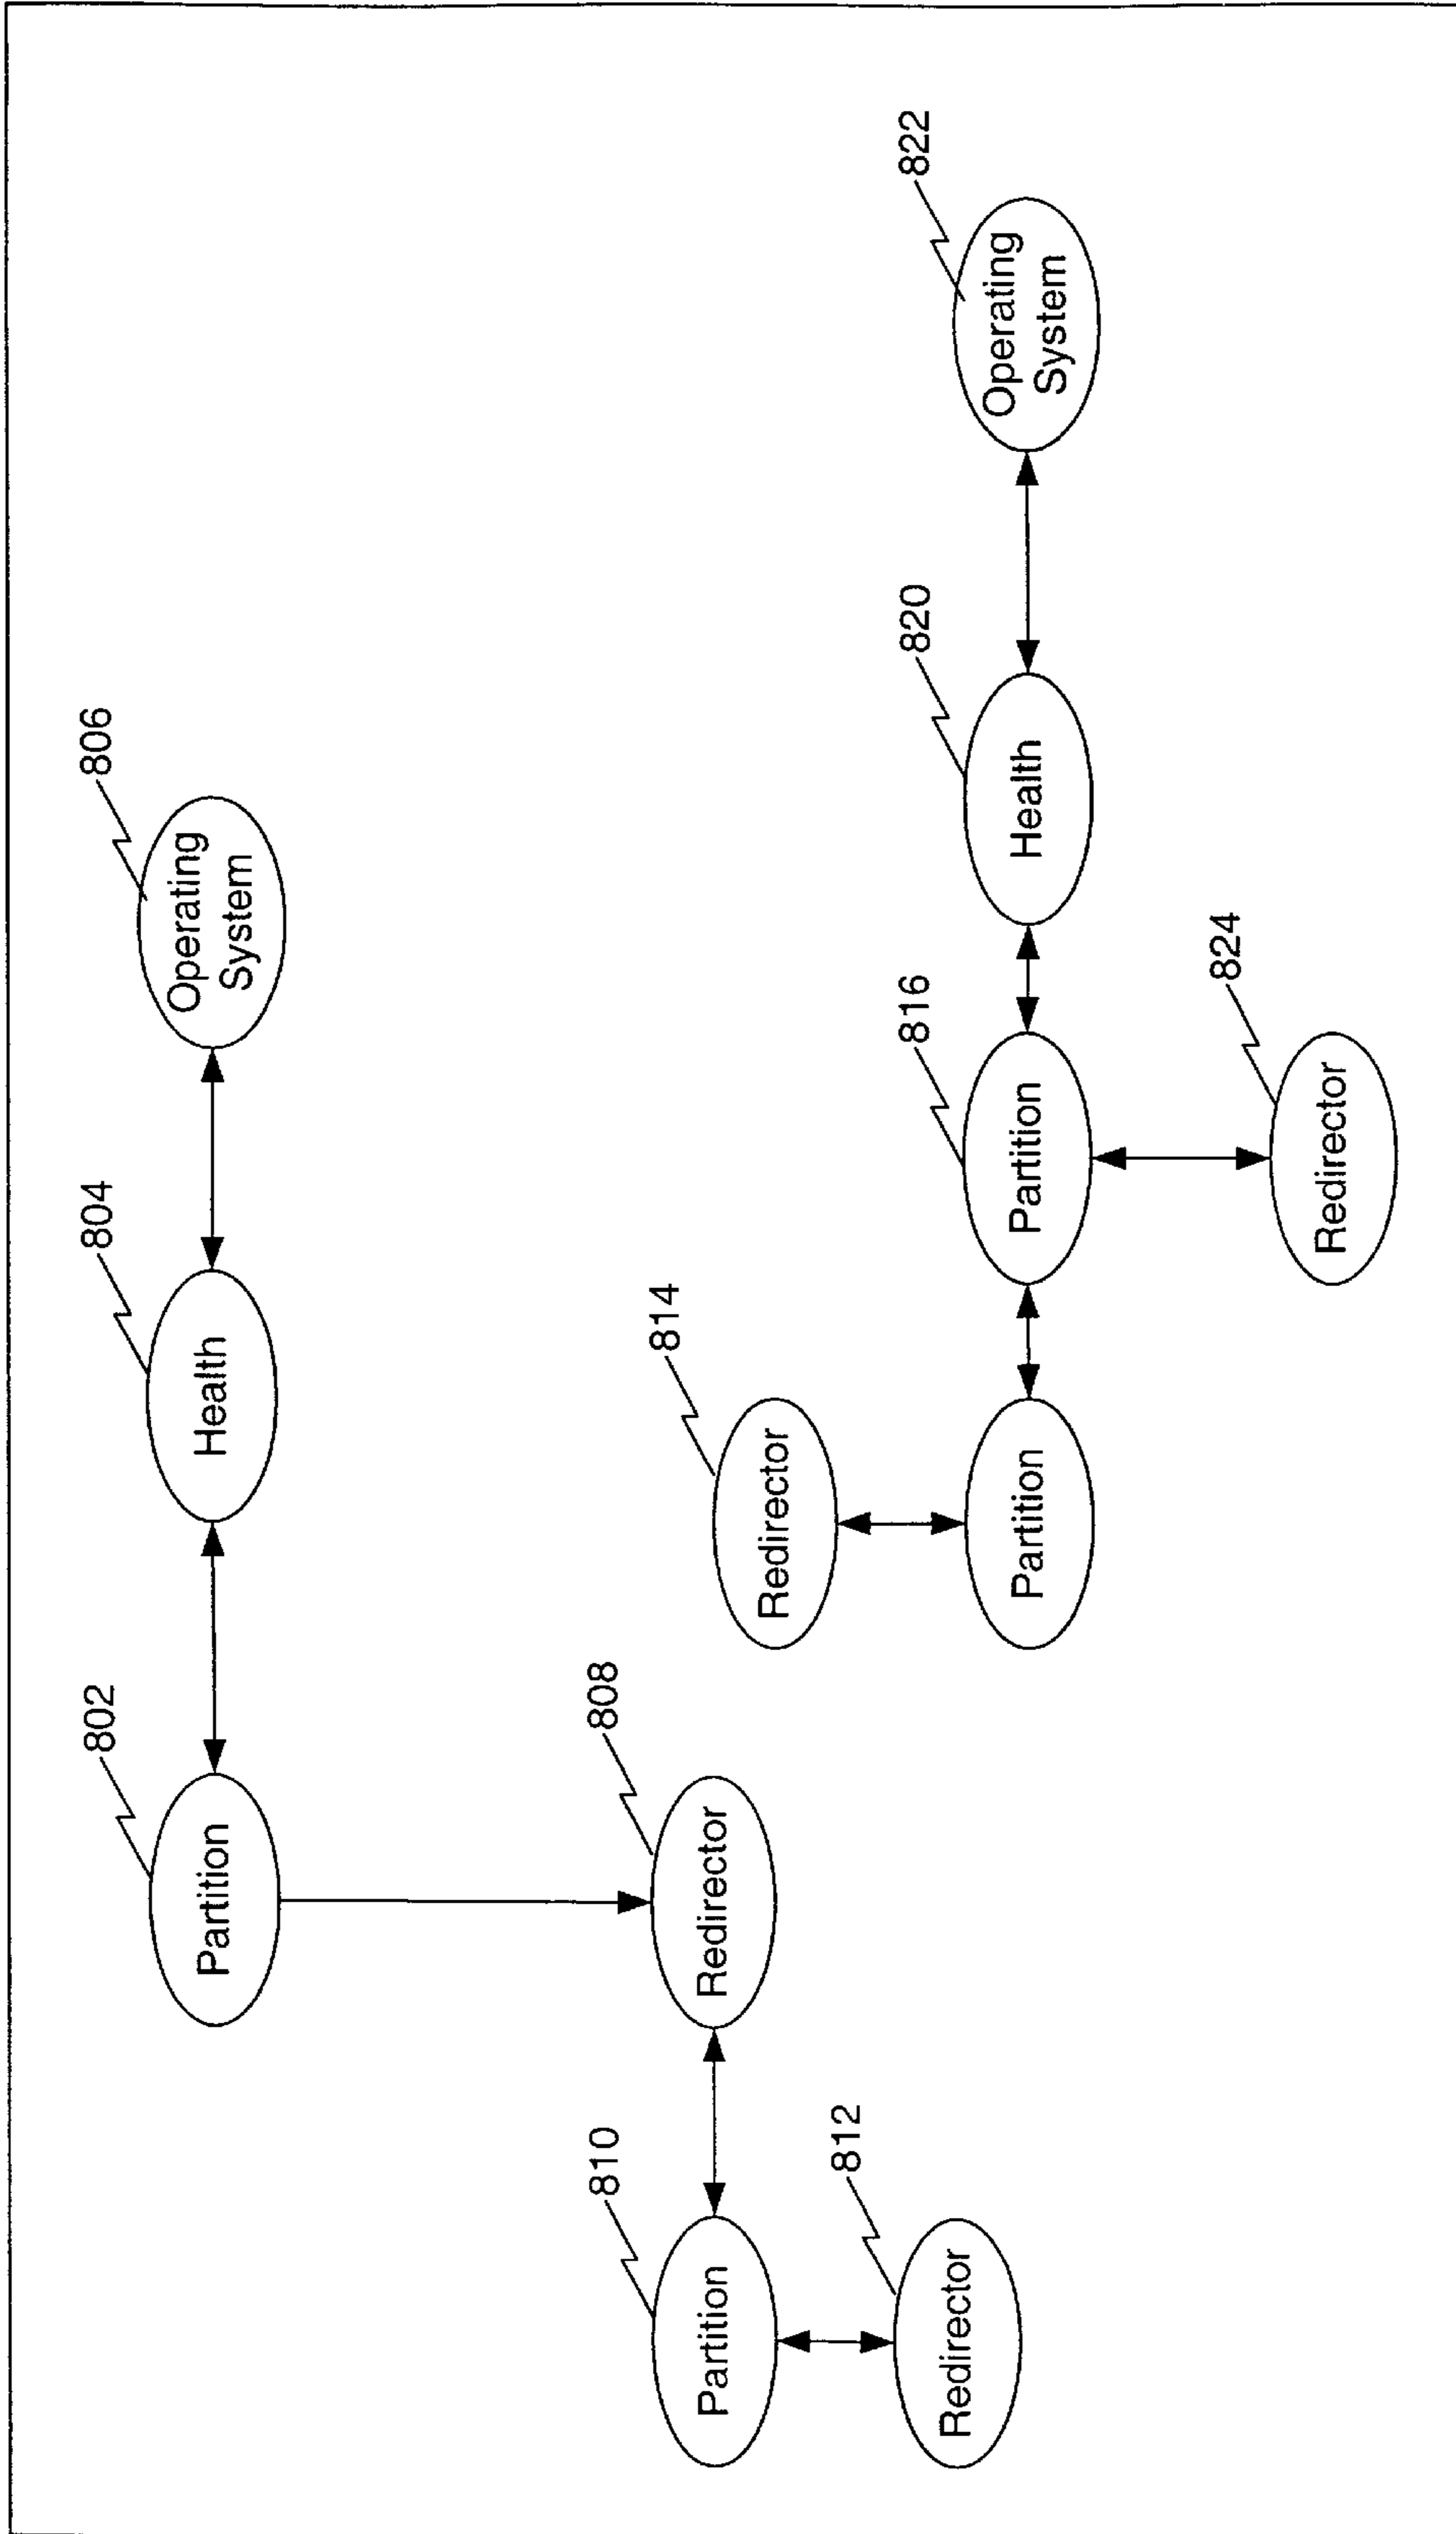 802
804
806
Partition
Health
Operating
System
810
808
Partition
Redirector
812
Redirector
814
Redirector
816
820
822
Partition
Partition
Health
Operating
System
824
Redirector